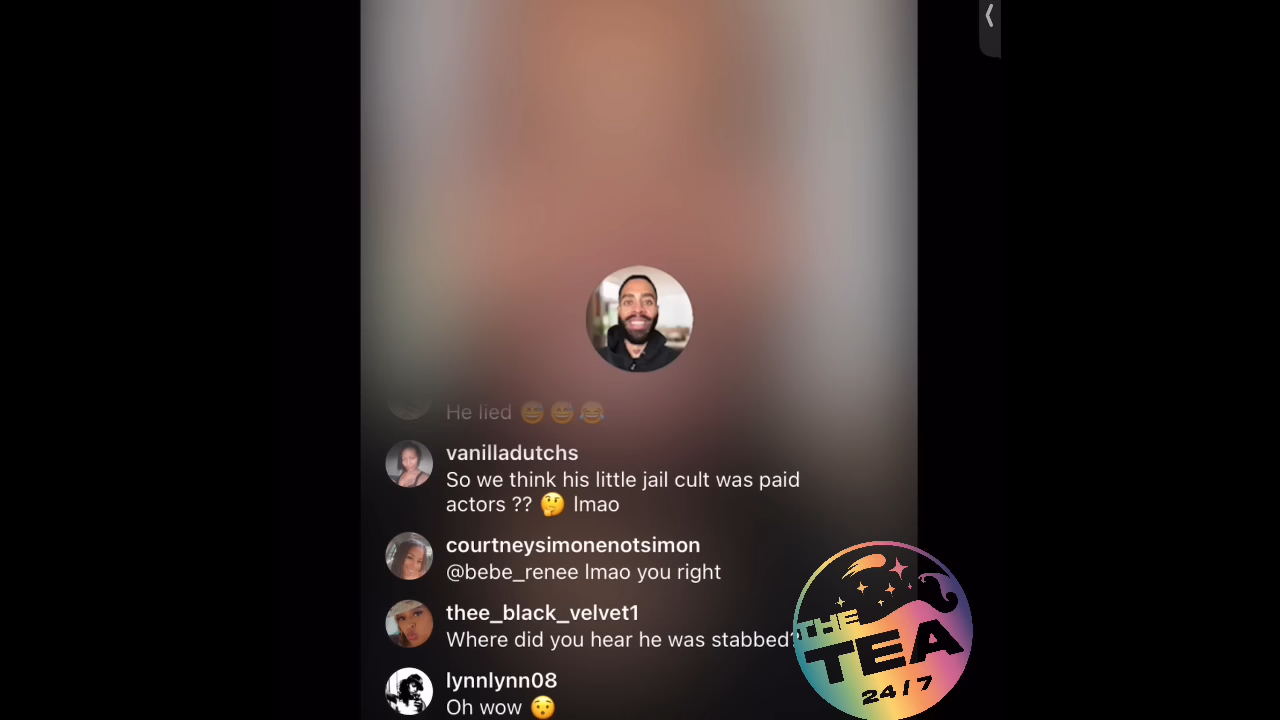 He lied 😅 😅 😂
vanilladutchs
So we think his little jail cult was paid
actors ?? 🤔 lmao
courtneysimonenotsimon
@bebe_renee lmao you right
thee_black_velvet1
Where did you hear he was stabbed?
lynnlynn08
Oh wow 😯
THE
TEA
24/7